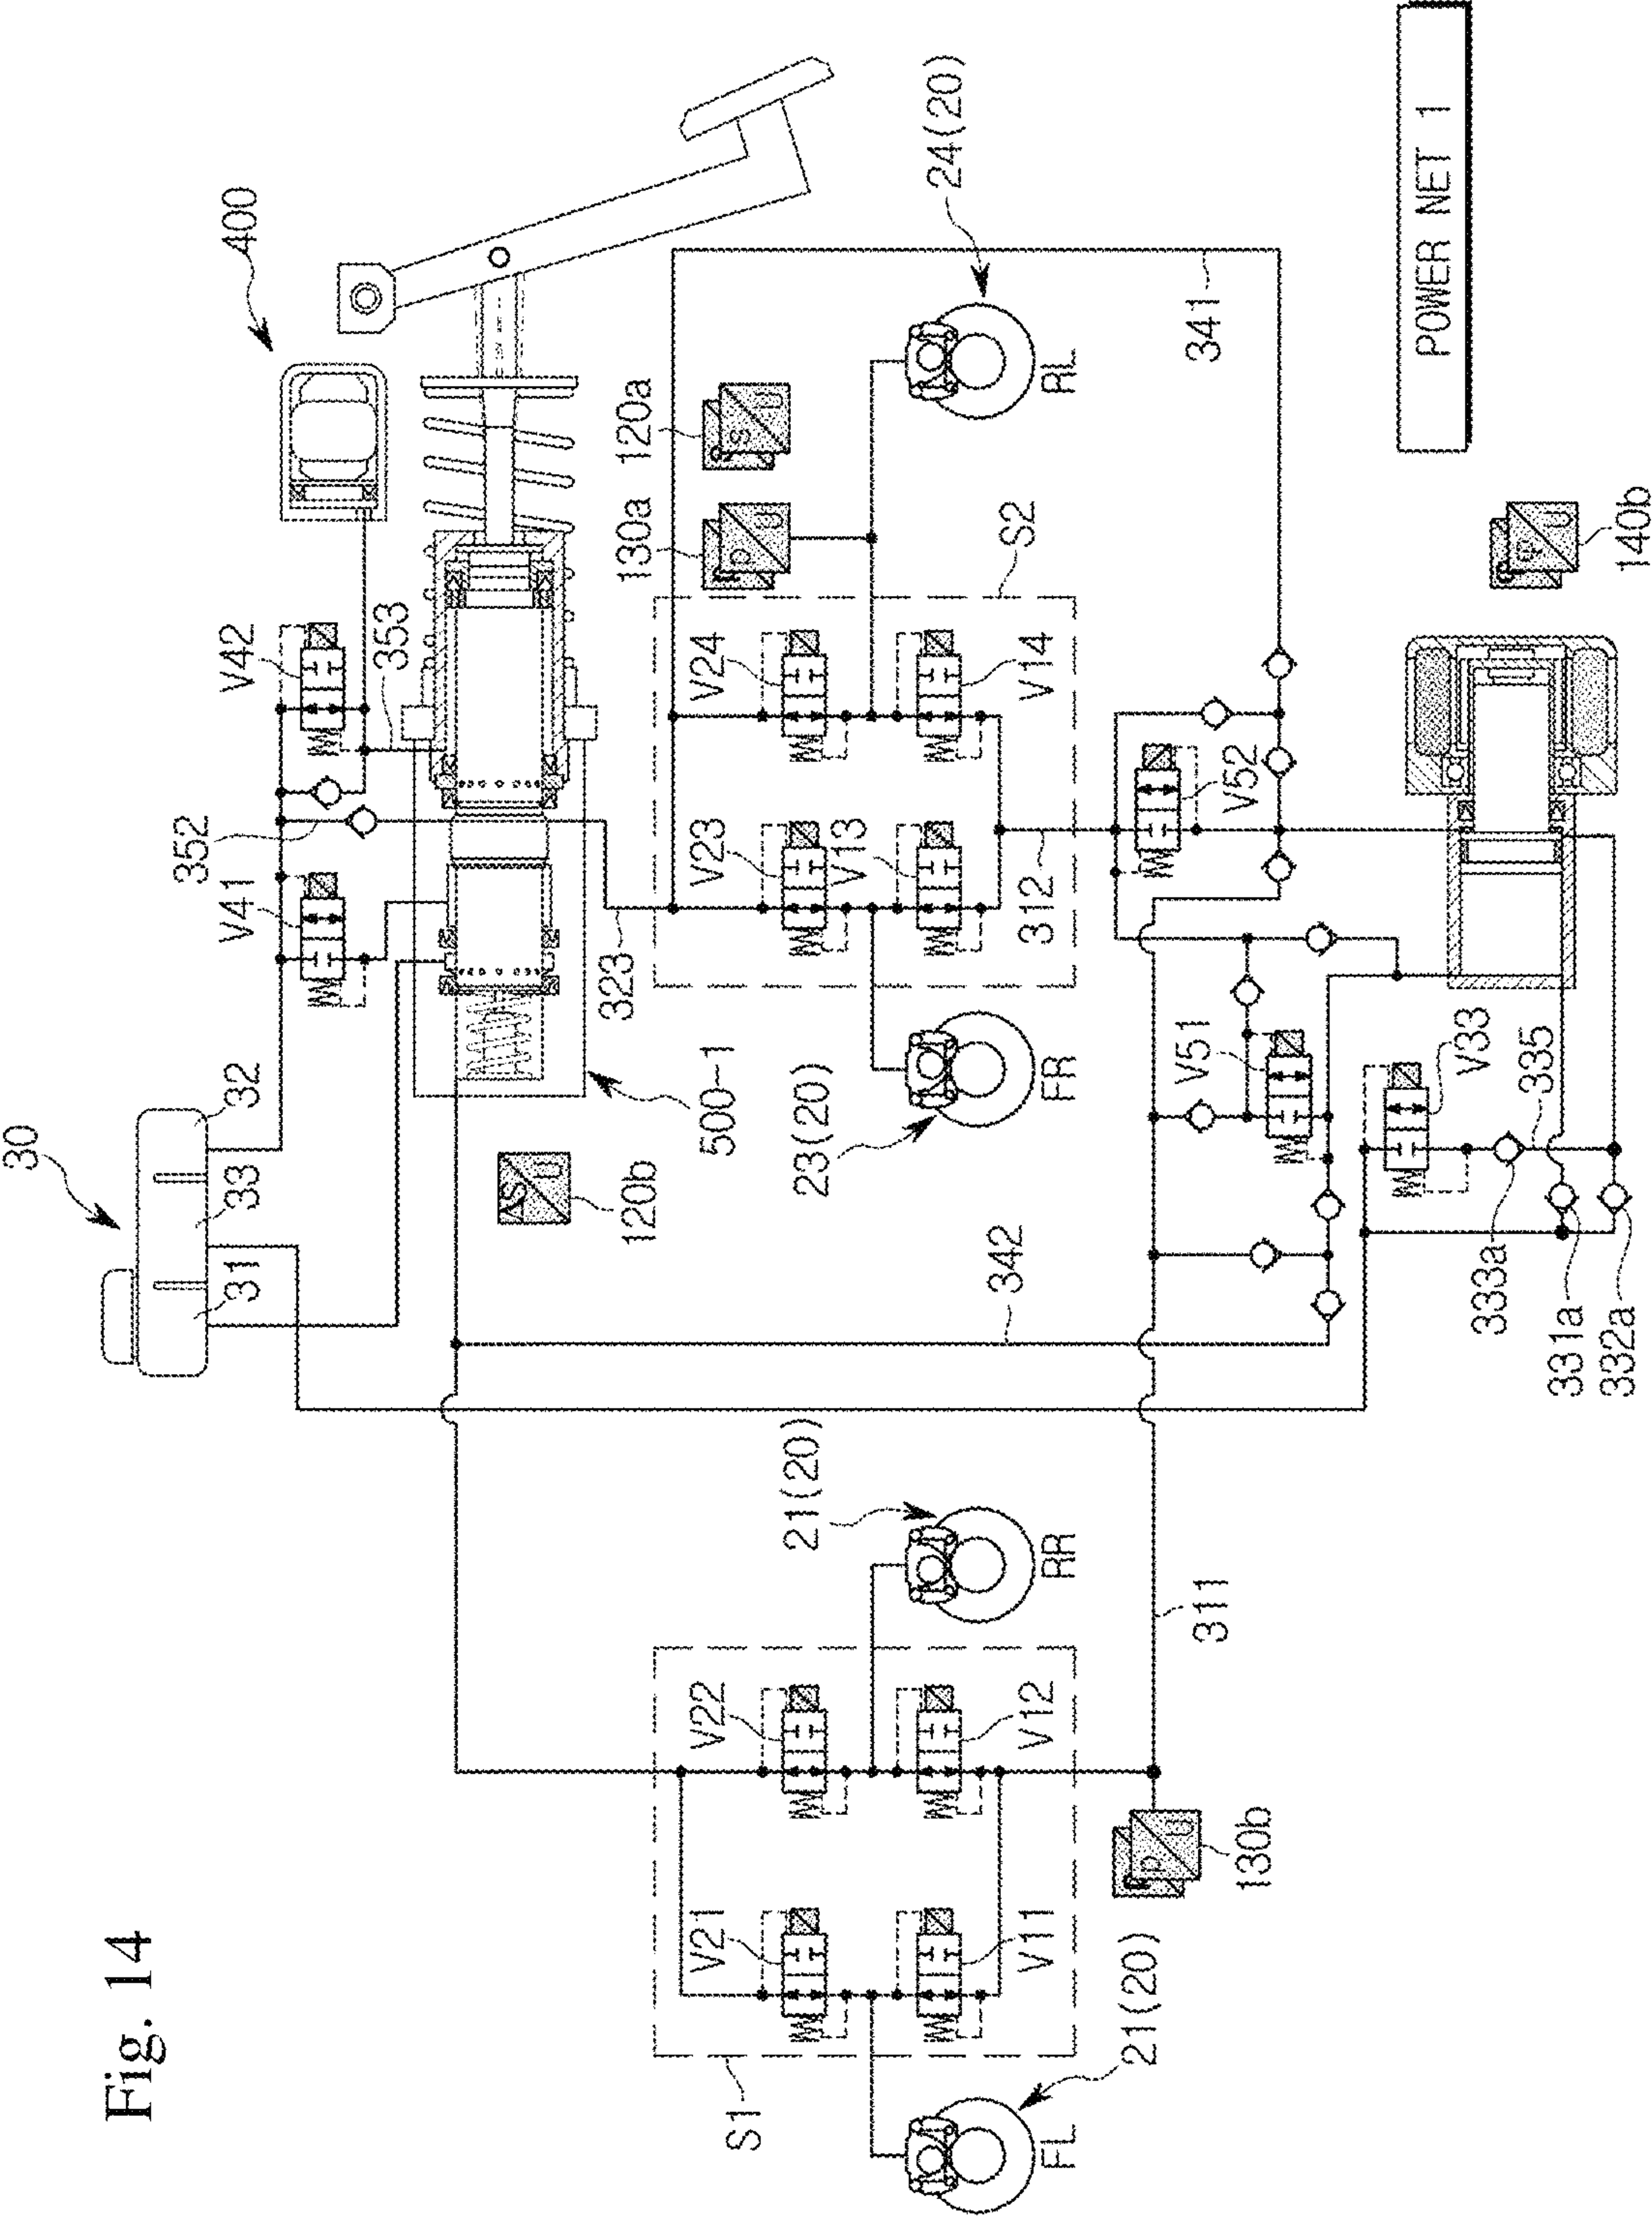 Fig. 14
30
31
33
32
V41
352
V42
353
400
500-1
120b
323
S1
V21
V22
V11
V12
21(20)
FL
21(20)
RR
V23
V24
V13
V14
130a
120a
S2
24(20)
23(20)
FR
RL
312
341
342
311
130b
V51
V52
V33
335
333a
331a
332a
140b
P
U
S
U
S
U
P
U
P
U
POWER NET 1